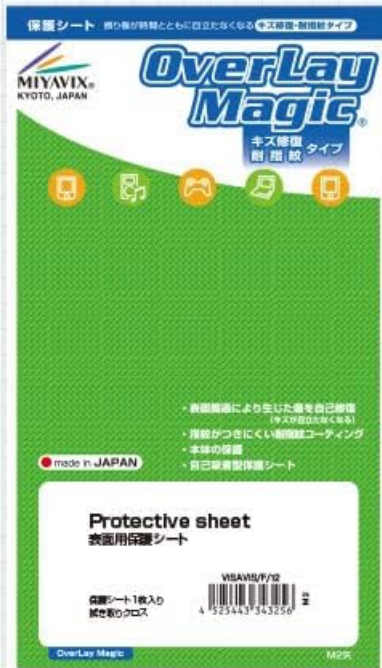 保護シート 擦り傷が時間とともに目立たなくなる キズ修復・耐指紋タイプ
MIYAVIX®
KYOTO, JAPAN
OverLay
Magic®
キズ修復
耐指紋 タイプ
・表面擦過により生じた傷を自己修復
(キズが目立たなくなる)
・指紋がつきにくい耐指紋コーティング
・本体の保護
・自己吸着型保護シート
made in JAPAN
Protective sheet
表面用保護シート
VISAVIS/F/12
保護シート1枚入り
拭き取りクロス
4 525443 343256
OverLay Magic